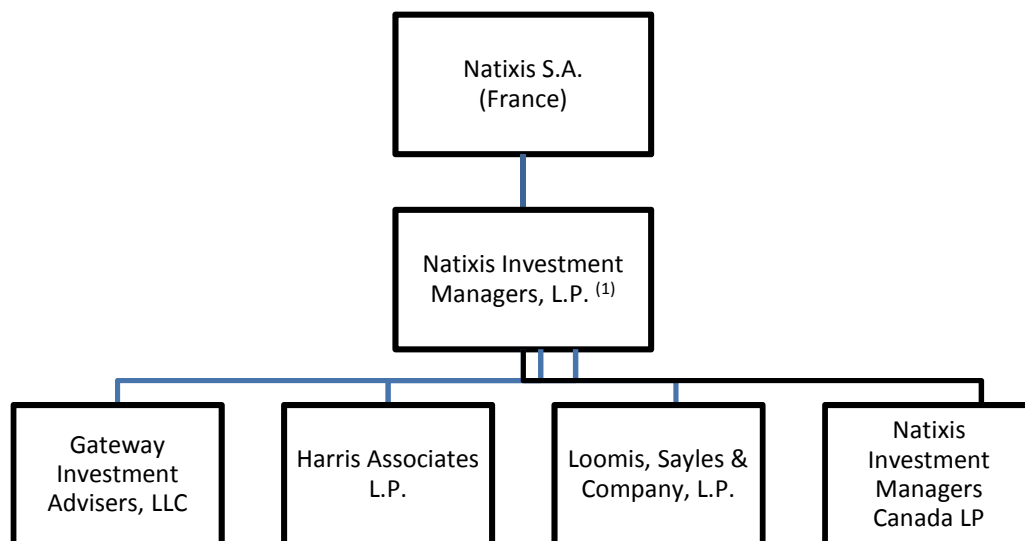 Natixis S.A.
(France)
Natixis Investment
Managers, L.P. (1)
Gateway
Investment
Advisers, LLC
Harris Associates
L.P.
Loomis, Sayles &
Company, L.P.
Natixis
Investment
Managers
Canada LP